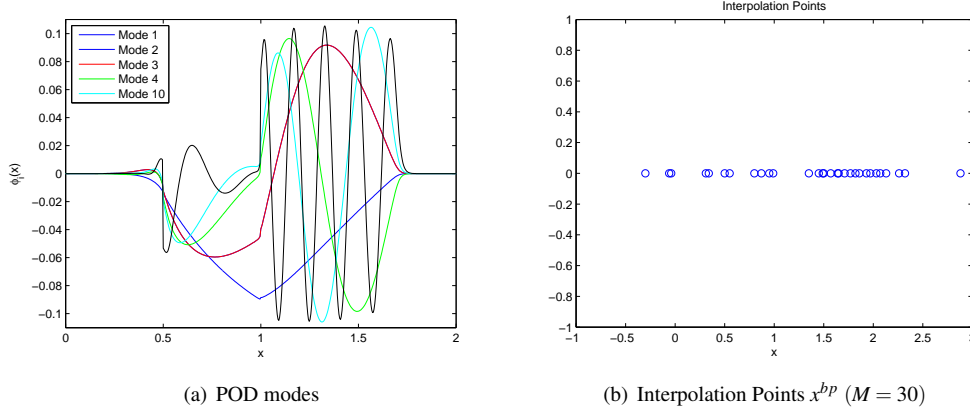 Mode 1
Mode 2
Mode 3
Mode 4
Mode 10
0.1
0.08
0.06
0.04
0.02
0
−0.02
−0.04
−0.06
−0.08
−0.1
ϕi(x)
0 0.5 1 1.5 2
x
(a) POD modes
Interpolation Points
1
0.8
0.6
0.4
0.2
0
−0.2
−0.4
−0.6
−0.8
−1
−1 −0.5 0 0.5 1 1.5 2 2.5 3
x
(b) Interpolation Points x^{bp} (M = 30)